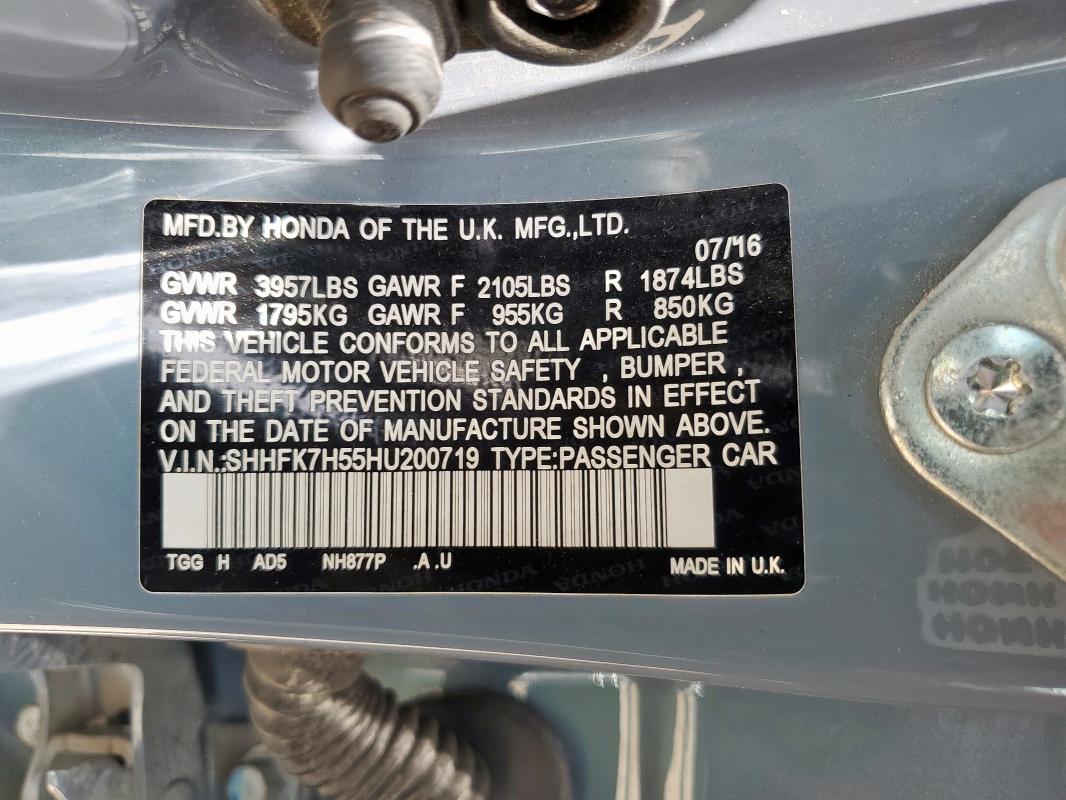 MFD.BY HONDA OF THE U.K. MFG.,LTD.
07/16
GVWR 3957LBS GAWR F 2105LBS R 1874LBS
GVWR 1795KG GAWR F 955KG R 850KG
THIS VEHICLE CONFORMS TO ALL APPLICABLE
FEDERAL MOTOR VEHICLE SAFETY , BUMPER ,
AND THEFT PREVENTION STANDARDS IN EFFECT
ON THE DATE OF MANUFACTURE SHOWN ABOVE.
V.I.N.:SHHFK7H55HU200719 TYPE:PASSENGER CAR
TGG H AD5 NH877P .A .U MADE IN U.K.